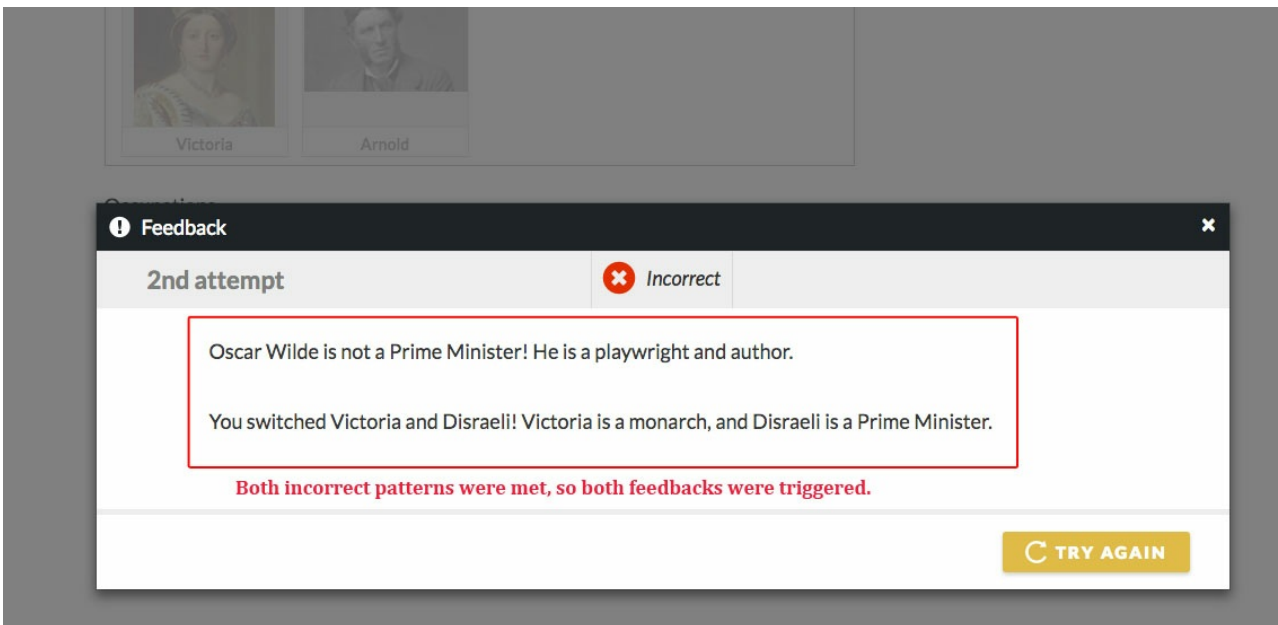 Victoria
Arnold
Occupations
Feedback
2nd attempt
Incorrect
Oscar Wilde is not a Prime Minister! He is a playwright and author.
You switched Victoria and Disraeli! Victoria is a monarch, and Disraeli is a Prime Minister.
Both incorrect patterns were met, so both feedbacks were triggered.
TRY AGAIN